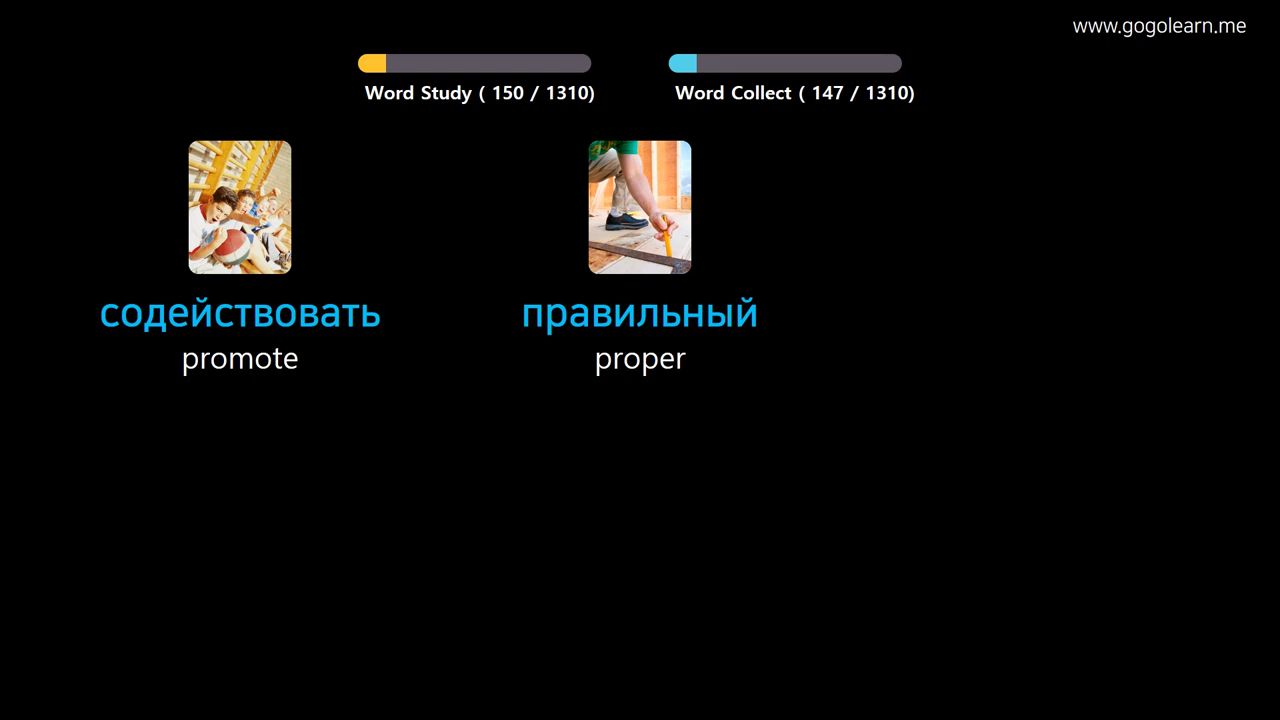 www.gogolearn.me
Word Study ( 150 / 1310)
Word Collect ( 147 / 1310)
содействовать
promote
правильный
proper